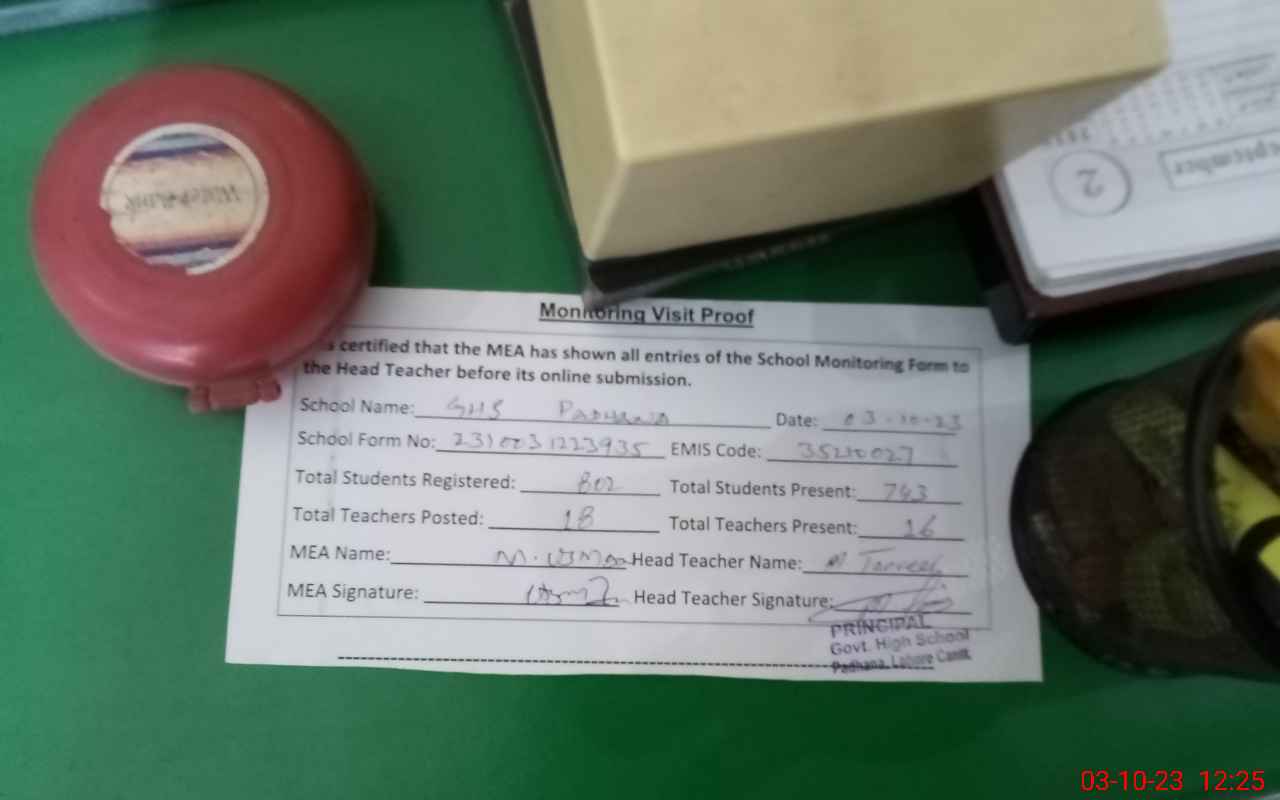 Monitoring Visit Proof
certified that the MEA has shown all entries of the School Monitoring Form to
the Head Teacher before its online submission.
School Name: GHS PADHANA Date: 03-10-23
School Form No: 2310031223935 EMIS Code: 35210027
Total Students Registered: 802 Total Students Present: 743
Total Teachers Posted: 18 Total Teachers Present: 16
MEA Name: M. USMAN Head Teacher Name: M
MEA Signature: Head Teacher Signature:
PRINCIPAL
Govt. High School
Padhana, Lahore Cantt.
September
2
03-10-23 12:25